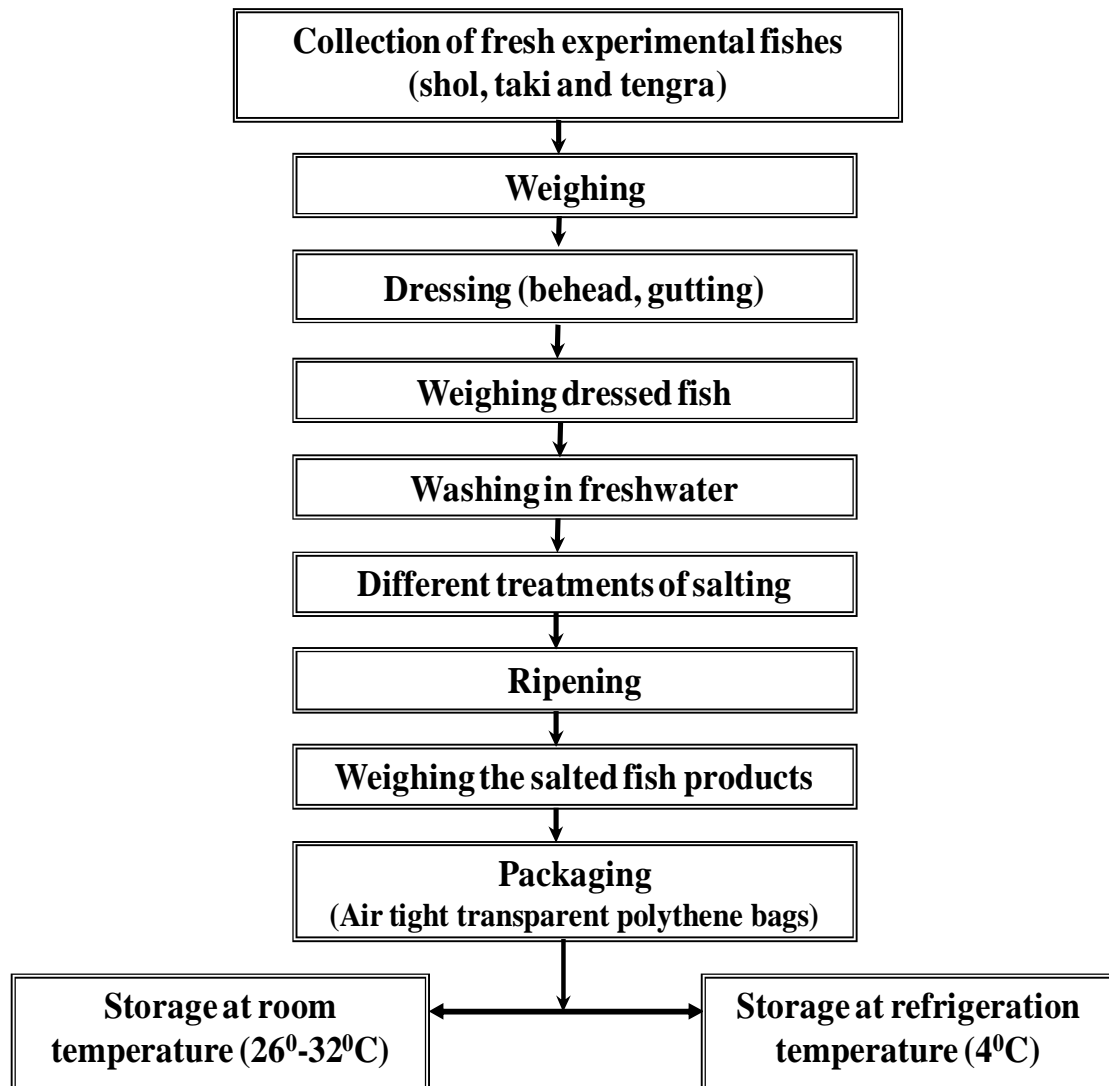 Collection of fresh experimental fishes
(shol, taki and tengra)
Weighing
Dressing (behead, gutting)
Weighing dressed fish
Washing in freshwater
Different treatments of salting
Ripening
Weighing the salted fish products
Packaging
(Air tight transparent polythene bags)
Storage at room
temperature (26⁰-32⁰C)
Storage at refrigeration
temperature (4⁰C)